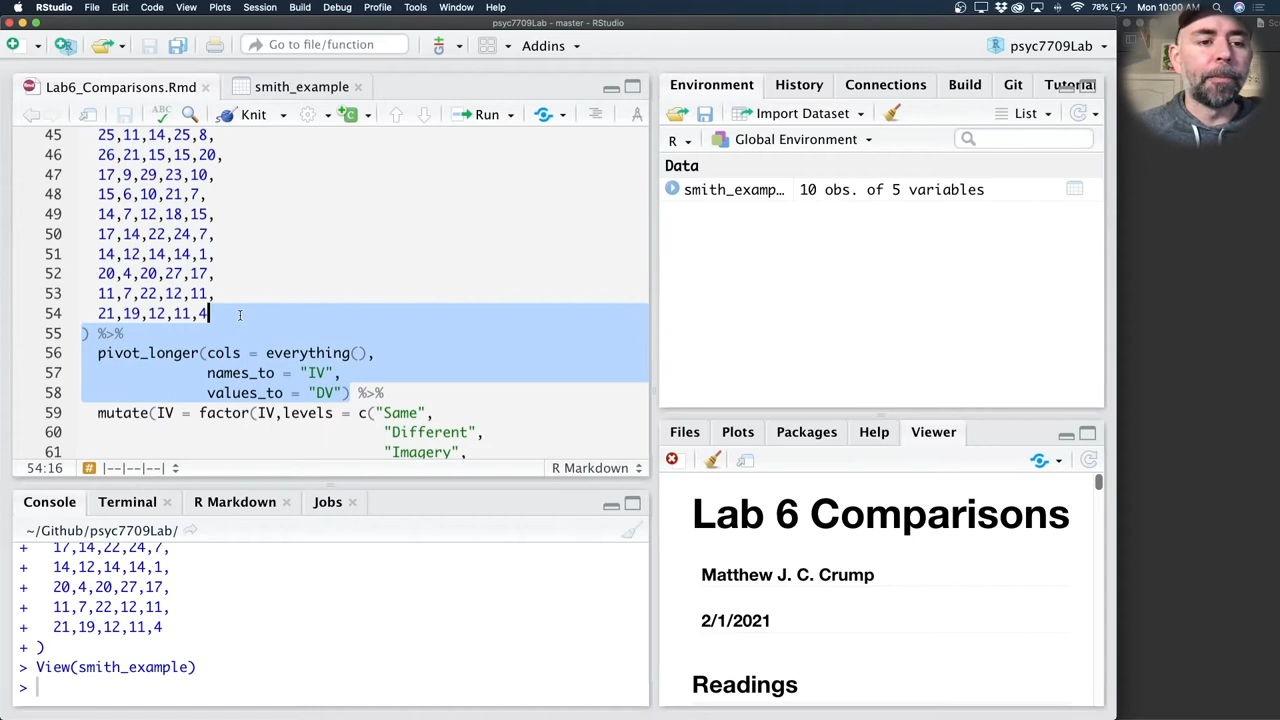 RStudio File Edit Code View Plots Session Build Debug Profile Tools Window Help 78% Mon 10:00 AM
psyc7709Lab - master - RStudio
Go to file/function Addins psyc7709Lab
Lab6_Comparisons.Rmd smith_example
Knit Run
45 25,11,14,25,8,
46 26,21,15,15,20,
47 17,9,29,23,10,
48 15,6,10,21,7,
49 14,7,12,18,15,
50 17,14,22,24,7,
51 14,12,14,14,1,
52 20,4,20,27,17,
53 11,7,22,12,11,
54 21,19,12,11,4
55 ) %>%
56 pivot_longer(cols = everything(),
57 names_to = "IV",
58 values_to = "DV") %>%
59 mutate(IV = factor(IV,levels = c("Same",
60 "Different",
61 "Imagery",
54:16 R Markdown
Console Terminal R Markdown Jobs
~/Github/psyc7709Lab/
+ 17,14,22,24,7,
+ 14,12,14,14,1,
+ 20,4,20,27,17,
+ 11,7,22,12,11,
+ 21,19,12,11,4
+ )
> View(smith_example)
>
Environment History Connections Build Git Tutorial
Import Dataset List
R Global Environment
Data
smith_examp… 10 obs. of 5 variables
Files Plots Packages Help Viewer
Lab 6 Comparisons
Matthew J. C. Crump
2/1/2021
Readings